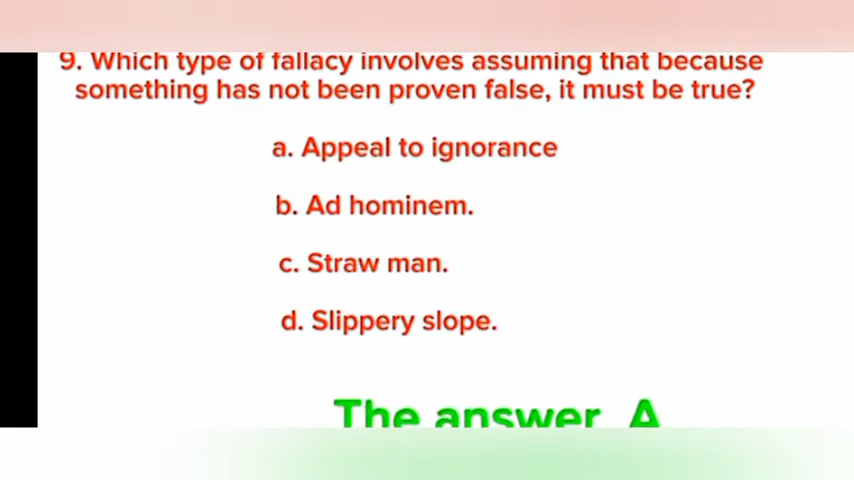 9. Which type of fallacy involves assuming that because
something has not been proven false, it must be true?
a. Appeal to ignorance
b. Ad hominem.
c. Straw man.
d. Slippery slope.
The answer A